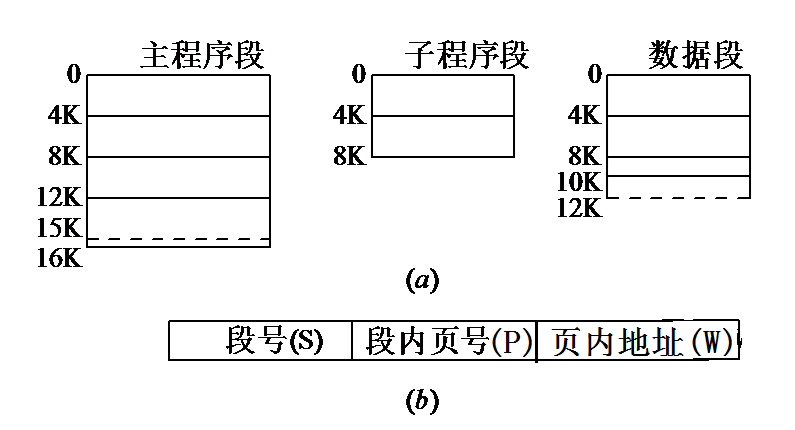 主程序段 子程序段 数据段
0 0 0
4K 4K 4K
8K 8K 8K
10K
12K 12K
15K
16K
(a)
段号(S) 段内页号(P) 页内地址(W)
(b)